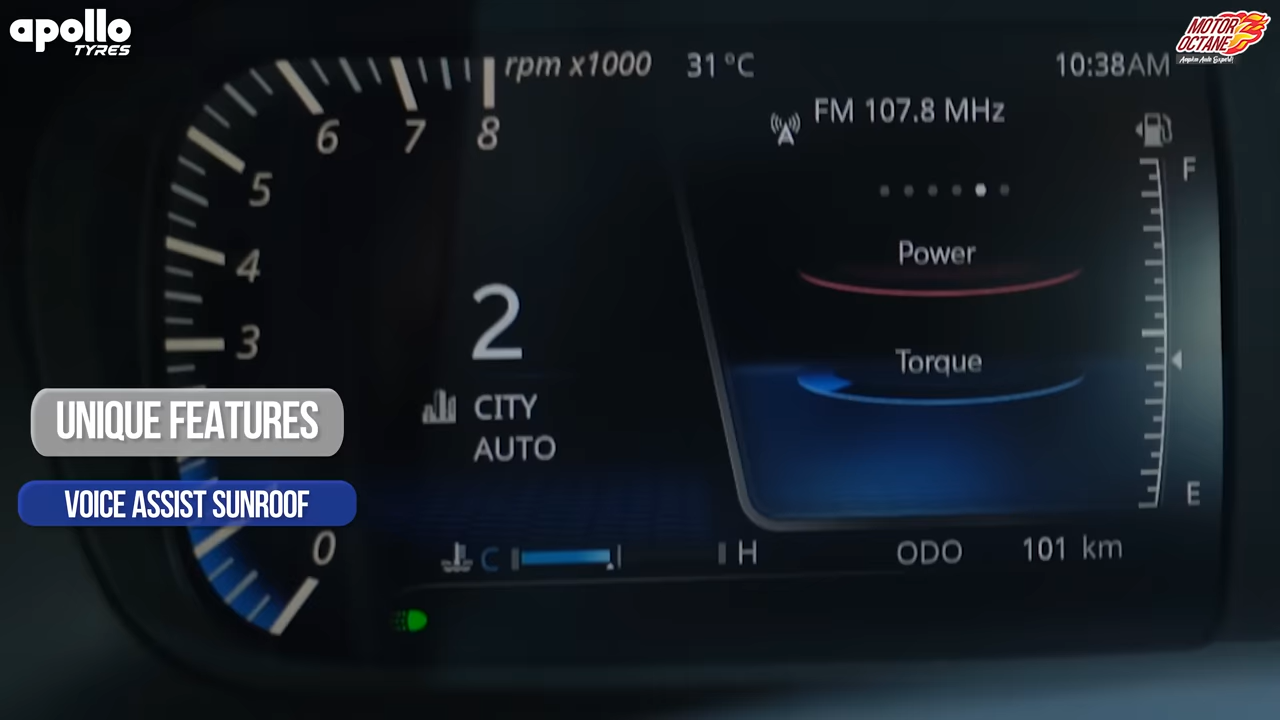 apollo
TYRES
MOTOR
OCTANE
rpm x1000
31 °C
10:38AM
FM 107.8 MHz
6
7
8
5
4
3
0
F
Power
Torque
E
2
CITY
AUTO
UNIQUE FEATURES
VOICE ASSIST SUNROOF
C
H
ODO
101 km